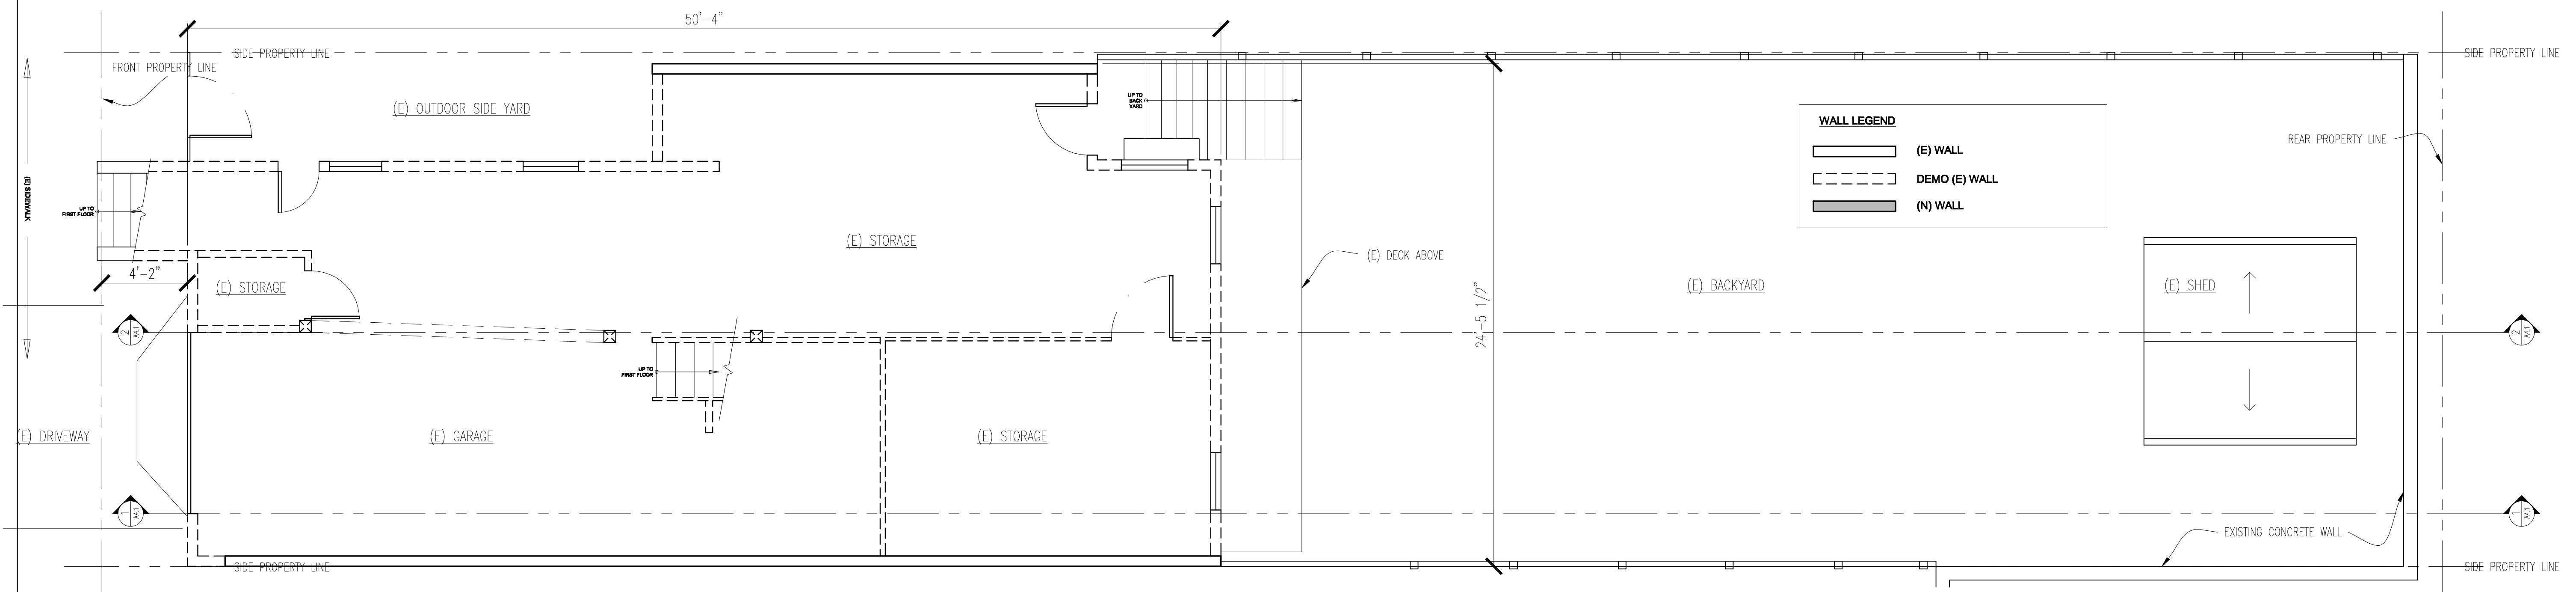 50'-4"
SIDE PROPERTY LINE
SIDE PROPERTY LINE
FRONT PROPERTY LINE
(E) OUTDOOR SIDE YARD
UP TO
BACK
YARD
WALL LEGEND
(E) WALL
DEMO (E) WALL
(N) WALL
REAR PROPERTY LINE
(E) SIDEWALK
UP TO
FIRST FLOOR
(E) STORAGE
(E) DECK ABOVE
4'-2"
(E) STORAGE
24'-5 1/2"
(E) BACKYARD
(E) SHED
2
A4.1
2
A4.1
UP TO
FIRST FLOOR
(E) DRIVEWAY
(E) GARAGE
(E) STORAGE
1
A4.1
1
A4.1
EXISTING CONCRETE WALL
SIDE PROPERTY LINE
SIDE PROPERTY LINE